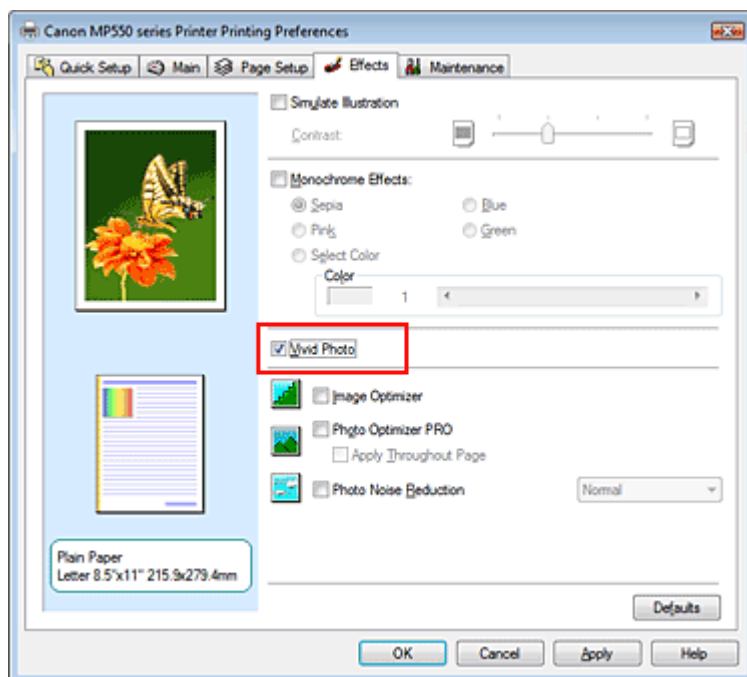 Canon MP550 series Printer Printing Preferences
Quick Setup Main Page Setup Effects Maintenance
Simulate Illustration
Contrast:
Monochrome Effects:
Sepia Blue
Pink Green
Select Color
Color
1
Vivid Photo
Image Optimizer
Photo Optimizer PRO
Apply Throughout Page
Photo Noise Reduction Normal
Plain Paper
Letter 8.5"x11" 215.9x279.4mm
Defaults
OK Cancel Apply Help